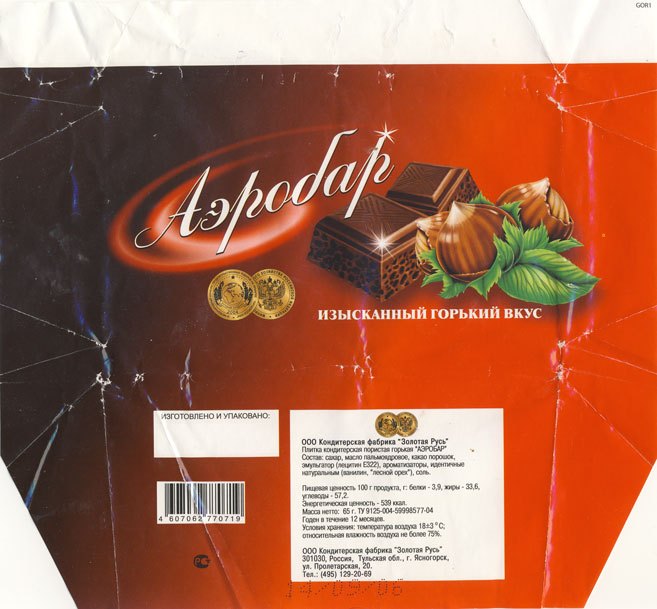 GOR1
Аэробар
ИЗЫСКАННЫЙ ГОРЬКИЙ ВКУС
ИЗГОТОВЛЕНО И УПАКОВАНО:
ООО Кондитерская фабрика "Золотая Русь"
Плитка кондитерская пористая горькая "АЭРОБАР"
Состав: сахар, масло пальмоядровое, какао порошок,
эмульгатор (лецитин Е322), ароматизаторы, идентичные
натуральным (ванилин, "лесной орех"), соль.
Пищевая ценность 100 г продукта, г: белки - 3,9, жиры - 33,6,
углеводы - 57,2.
Энергетическая ценность - 539 ккал.
Масса нетто: 65 г. ТУ 9125-004-59998577-04
Годен в течение 12 месяцев.
Условия хранения: температура воздуха 18±3°С;
относительная влажность воздуха не более 75%.
ООО Кондитерская фабрика "Золотая Русь"
301030, Россия, Тульская обл., г. Ясногорск,
ул. Пролетарская, 20.
Тел.: (495) 129-20-69
4607062770719
14/09/06